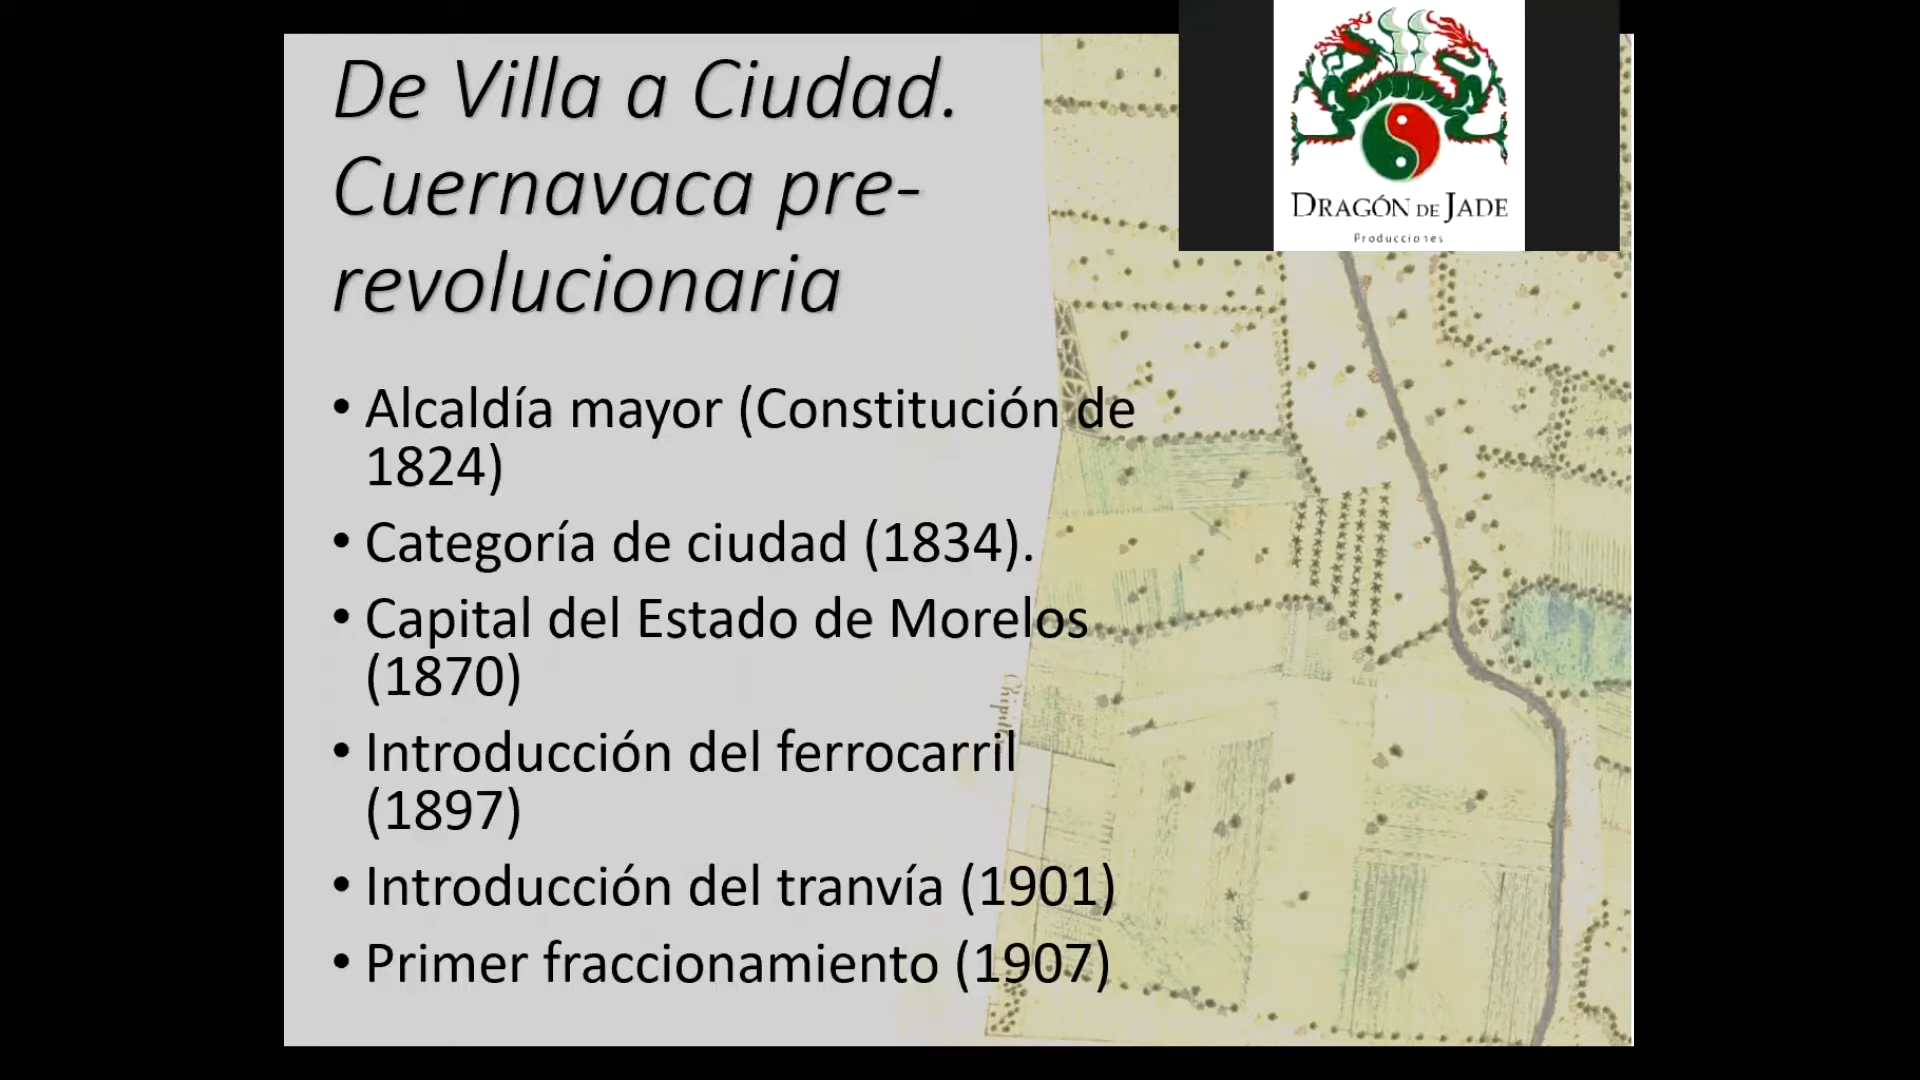 De Villa a Ciudad.
Cuernavaca pre-
revolucionaria
• Alcaldía mayor (Constitución de
1824)
• Categoría de ciudad (1834).
• Capital del Estado de Morelos
(1870)
• Introducción del ferrocarril
(1897)
• Introducción del tranvía (1901)
• Primer fraccionamiento (1907)
DRAGÓN DE JADE
Producciones